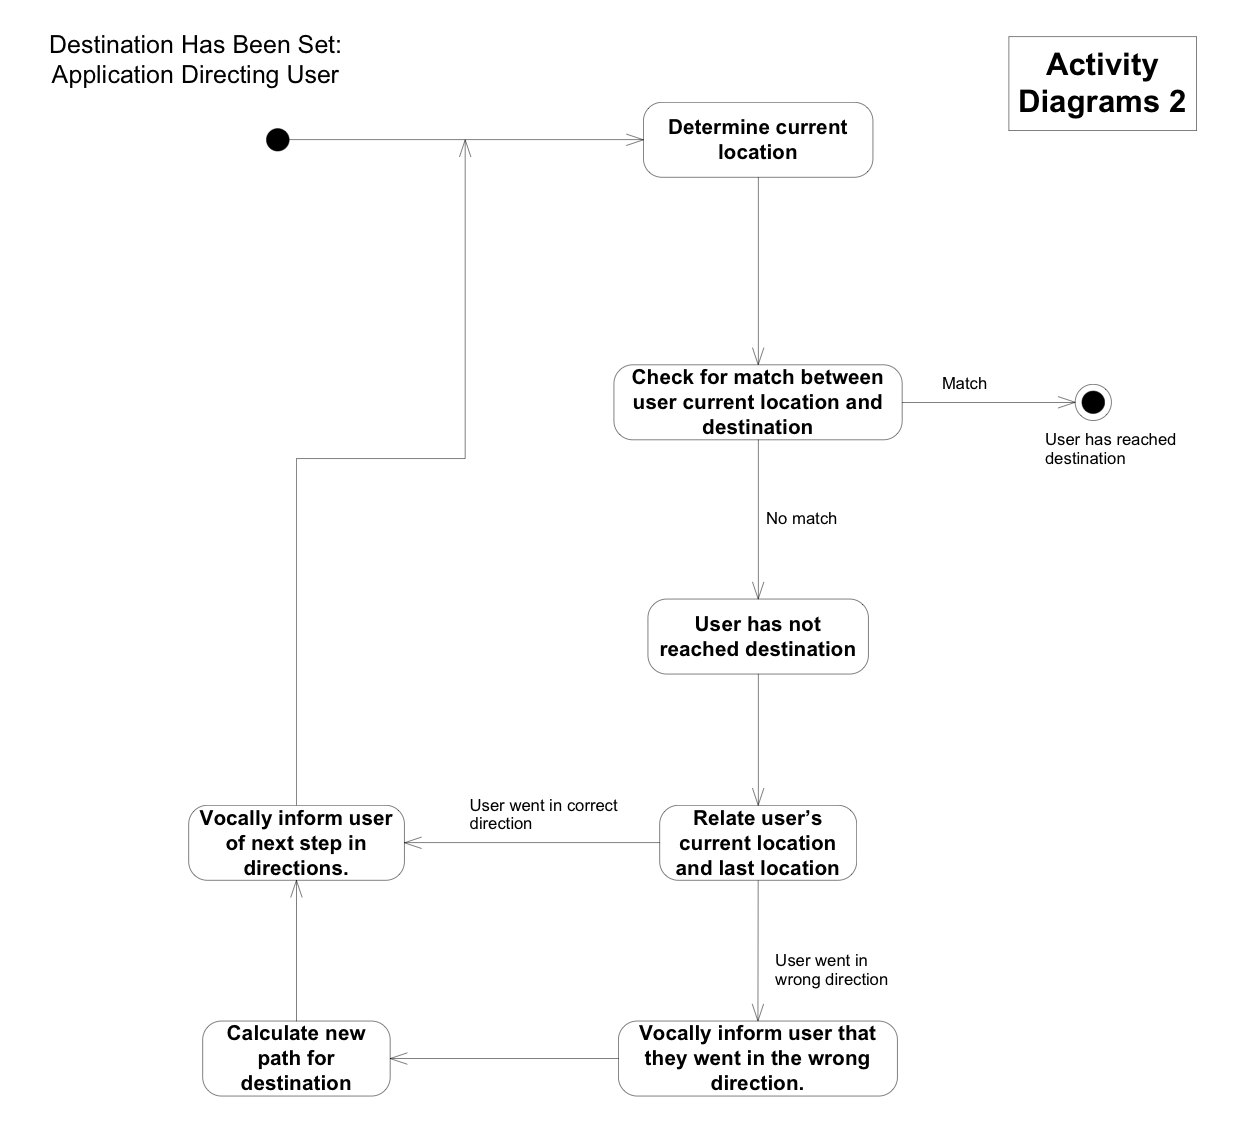 Destination Has Been Set:
Application Directing User
Activity
Diagrams 2
Determine current
location
Check for match between
user current location and
destination
Match
User has reached
destination
No match
User has not
reached destination
Relate user's
current location
and last location
User went in correct
direction
Vocally inform user
of next step in
directions.
User went in
wrong direction
Vocally inform user that
they went in the wrong
direction.
Calculate new
path for
destination